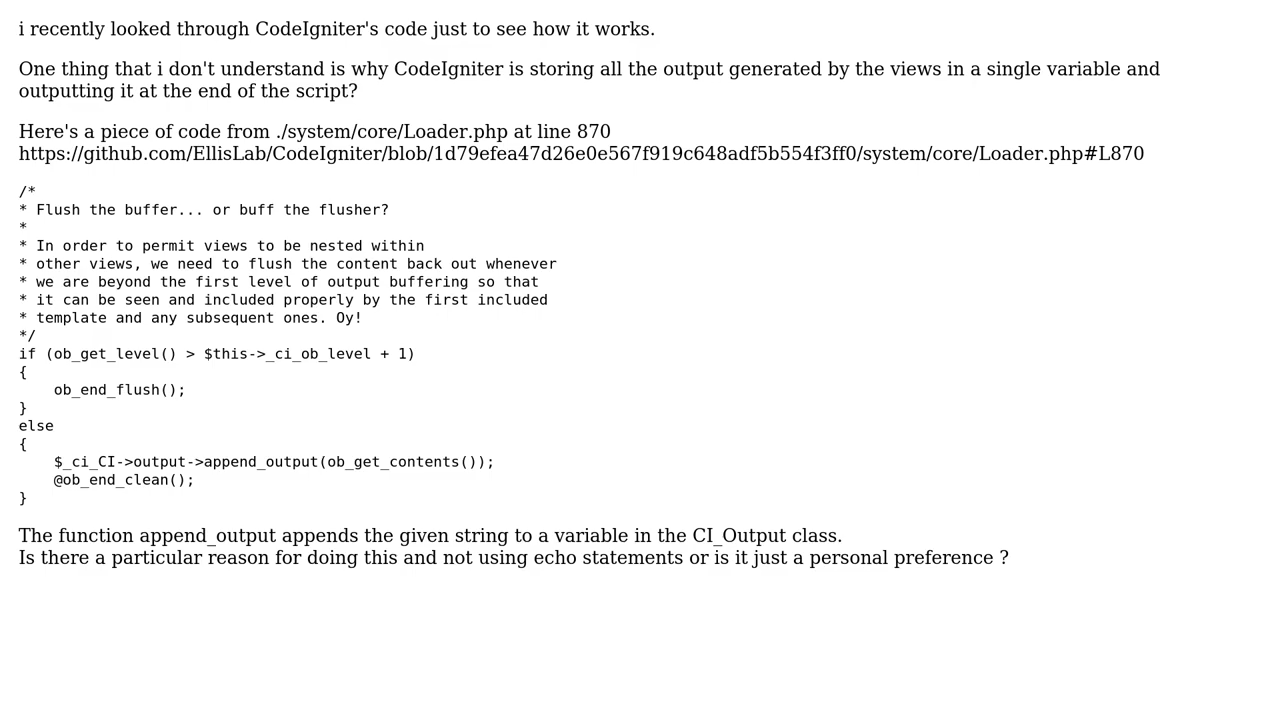 i recently looked through CodeIgniter's code just to see how it works.
One thing that i don't understand is why CodeIgniter is storing all the output generated by the views in a single variable and
outputting it at the end of the script?
Here's a piece of code from ./system/core/Loader.php at line 870
https://github.com/EllisLab/CodeIgniter/blob/1d79efea47d26e0e567f919c648adf5b554f3ff0/system/core/Loader.php#L870
/*
* Flush the buffer... or buff the flusher?
*
* In order to permit views to be nested within
* other views, we need to flush the content back out whenever
* we are beyond the first level of output buffering so that
* it can be seen and included properly by the first included
* template and any subsequent ones. Oy!
*/
if (ob_get_level() > $this->_ci_ob_level + 1)
{
    ob_end_flush();
}
else
{
    $_ci_CI->output->append_output(ob_get_contents());
    @ob_end_clean();
}
The function append_output appends the given string to a variable in the CI_Output class.
Is there a particular reason for doing this and not using echo statements or is it just a personal preference ?